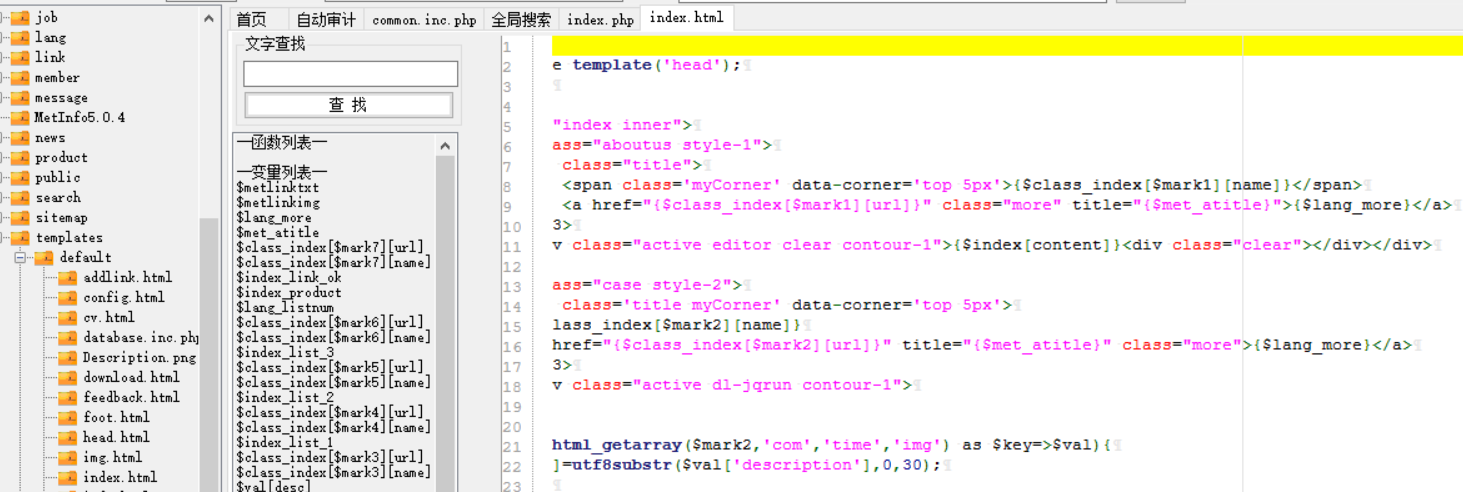 首页
自动审计
common.inc.php
全局搜索
index.php
index.html
job
lang
link
member
message
MetInfo5.0.4
news
product
public
search
sitemap
templates
default
addlink.html
config.html
cv.html
database.inc.php
Description.png
download.html
feedback.html
foot.html
head.html
img.html
index.html
文字查找
查 找
—函数列表—
—变量列表—
$metlinktxt
$metlinkimg
$lang_more
$met_atitle
$class_index[$mark7][url]
$class_index[$mark7][name]
$index_link_ok
$index_product
$lang_listnum
$class_index[$mark6][url]
$class_index[$mark6][name]
$index_list_3
$class_index[$mark5][url]
$class_index[$mark5][name]
$index_list_2
$class_index[$mark4][url]
$class_index[$mark4][name]
$index_list_1
$class_index[$mark3][url]
$class_index[$mark3][name]
$val[desc]
1
2 e template('head');¶
3 ¶
4
5 "index inner">¶
6 ass="aboutus style-1">¶
7 class="title">¶
8 <span class='myCorner' data-corner='top 5px'>{$class_index[$mark1][name]}</span>¶
9 <a href="{$class_index[$mark1][url]}" class="more" title="{$met_atitle}">{$lang_more}</a>¶
10 3>¶
11 v class="active editor clear contour-1">{$index[content]}<div class="clear"></div></div>¶
12
13 ass="case style-2">¶
14 class='title myCorner' data-corner='top 5px'>¶
15 lass_index[$mark2][name]}¶
16 href="{$class_index[$mark2][url]}" title="{$met_atitle}" class="more">{$lang_more}</a>¶
17 3>¶
18 v class="active dl-jqrun contour-1">¶
19
20
21 html_getarray($mark2,'com','time','img') as $key=>$val){¶
22 ]=utf8substr($val['description'],0,30);¶
23 ¶